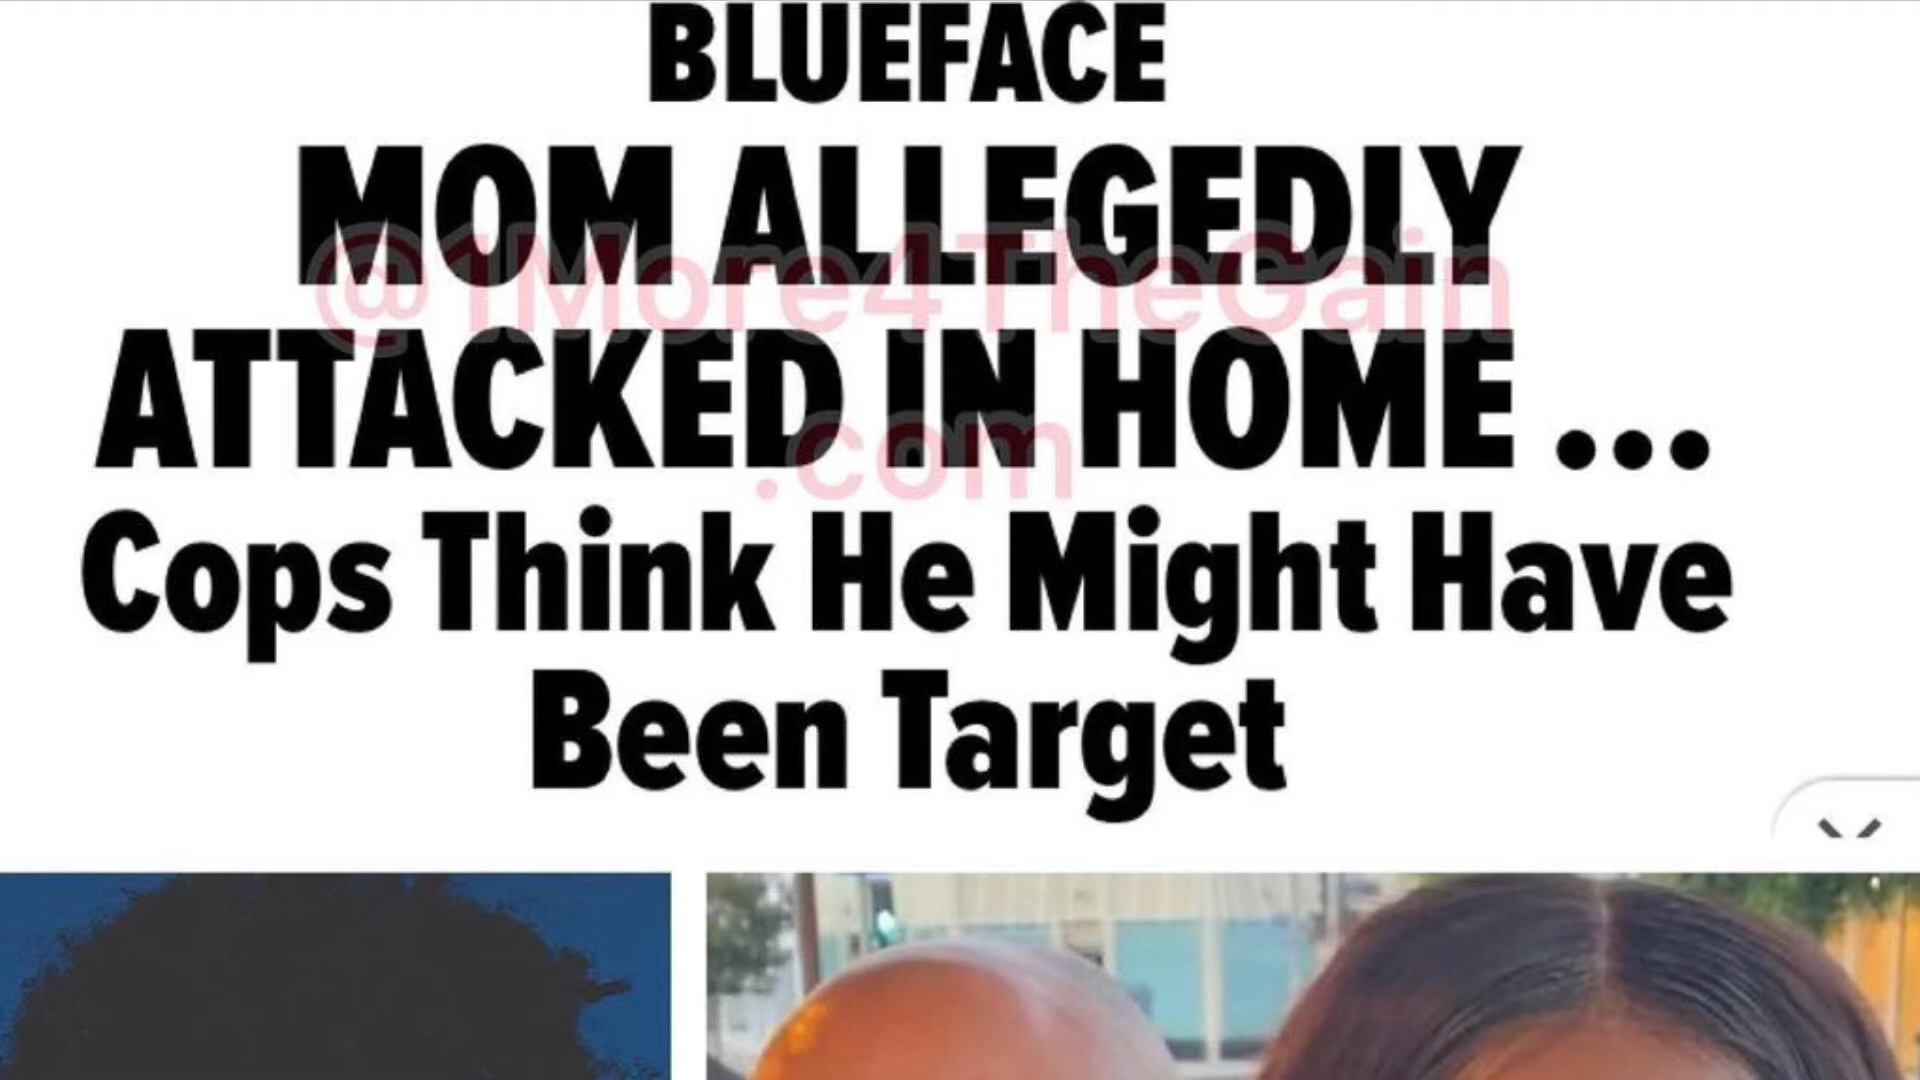 BLUEFACE
MOM ALLEGEDLY
@1More4TheGain
ATTACKED IN HOME ...
.com
Cops Think He Might Have
Been Target